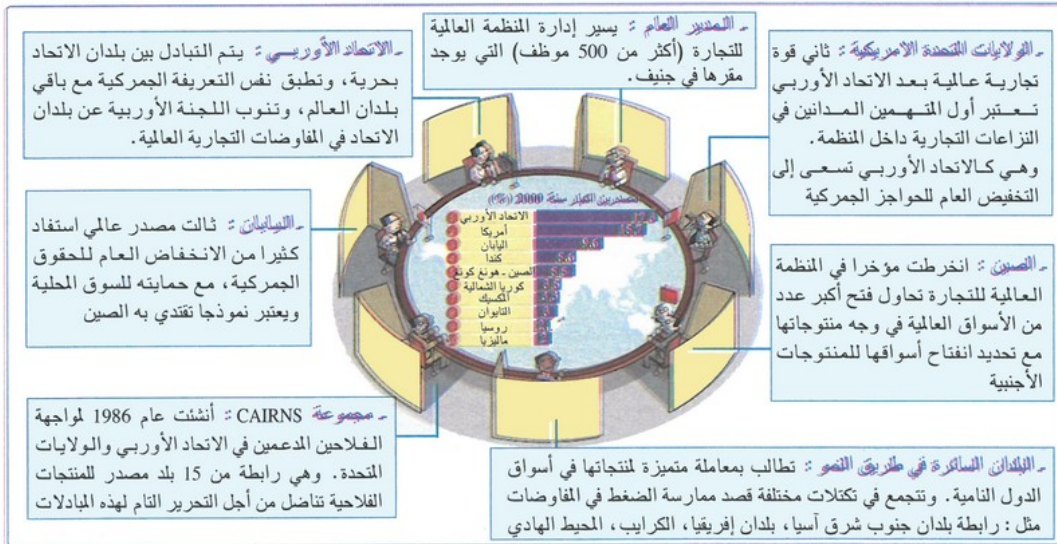 ـ المدير العام : يسير إدارة المنظمة العالمية
للتجارة (أكثر من 500 موظف) التي يوجد
مقرها في جنيف.
ـ الولايات المتحدة الامريكية : ثاني قوة
تجارية عالمية بعد الاتحاد الأوربي
تعتبر أول المتهمين المدانين في
النزاعات التجارية داخل المنظمة.
وهي كالاتحاد الأوربي تسعى إلى
التخفيض العام للحواجز الجمركية
ـ الاتحاد الأوربي : يتم التبادل بين بلدان الاتحاد
بحرية، وتطبق نفس التعريفة الجمركية مع باقي
بلدان العالم، وتنوب اللجنة الأوربية عن بلدان
الاتحاد في المفاوضات التجارية العالمية.
الكبار سنة 2000 (%)
الاتحاد الأوربي
أمريكا
اليابان
كندا
الصين ـ هونغ كونغ
كوريا الشمالية
المكسيك
التايوان
روسيا
ماليزيا
ـ الصين : انخرطت مؤخرا في المنظمة
العالمية للتجارة تحاول فتح أكبر عدد
من الأسواق العالمية في وجه منتوجاتها
مع تحديد انفتاح أسواقها للمنتوجات
الأجنبية
ـ اليابان : ثالت مصدر عالمي استفاد
كثيرا من الانخفاض العام للحقوق
الجمركية، مع حمايته للسوق المحلية
ويعتبر نموذجا تقتدي به الصين
ـ البلدان السائرة في طريق النمو : تطالب بمعاملة متميزة لمنتجاتها في أسواق
الدول النامية. وتتجمع في تكتلات مختلفة قصد ممارسة الضغط في المفاوضات
مثل : رابطة بلدان جنوب شرق آسيا، بلدان إفريقيا، الكرايب، المحيط الهادي
ـ مجموعة CAIRNS : أنشئت عام 1986 لمواجهة
الفلاحين المدعمين في الاتحاد الأوربي والولايات
المتحدة. وهي رابطة من 15 بلد مصدر للمنتجات
الفلاحية تناضل من أجل التحرير التام لهذه المبادلات